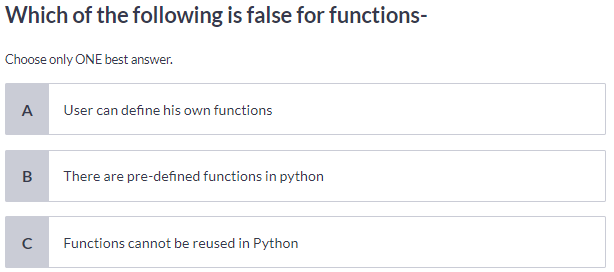 Which of the following is false for functions-
Choose only ONE best answer.
A User can define his own functions
B There are pre-defined functions in python
C Functions cannot be reused in Python